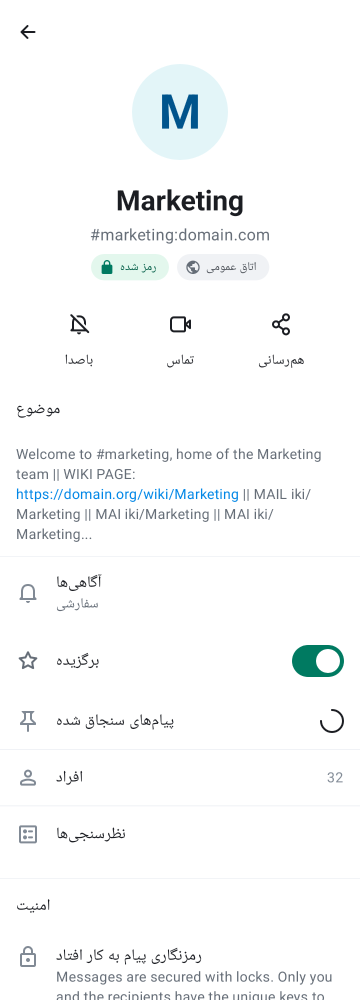 M
Marketing
#marketing:domain.com
رمز شده
اتاق عمومی
باصدا
تماس
هم‌رسانی
موضوع
Welcome to #marketing, home of the Marketing
team || WIKI PAGE:
https://domain.org/wiki/Marketing || MAIL iki/
Marketing || MAI iki/Marketing || MAI iki/
Marketing...
آگاهی‌ها
سفارشی
برگزیده
پیام‌های سنجاق شده
افراد
32
نظرسنجی‌ها
امنیت
رمزنگاری پیام به کار افتاد
Messages are secured with locks. Only you
and the recipients have the unique keys to